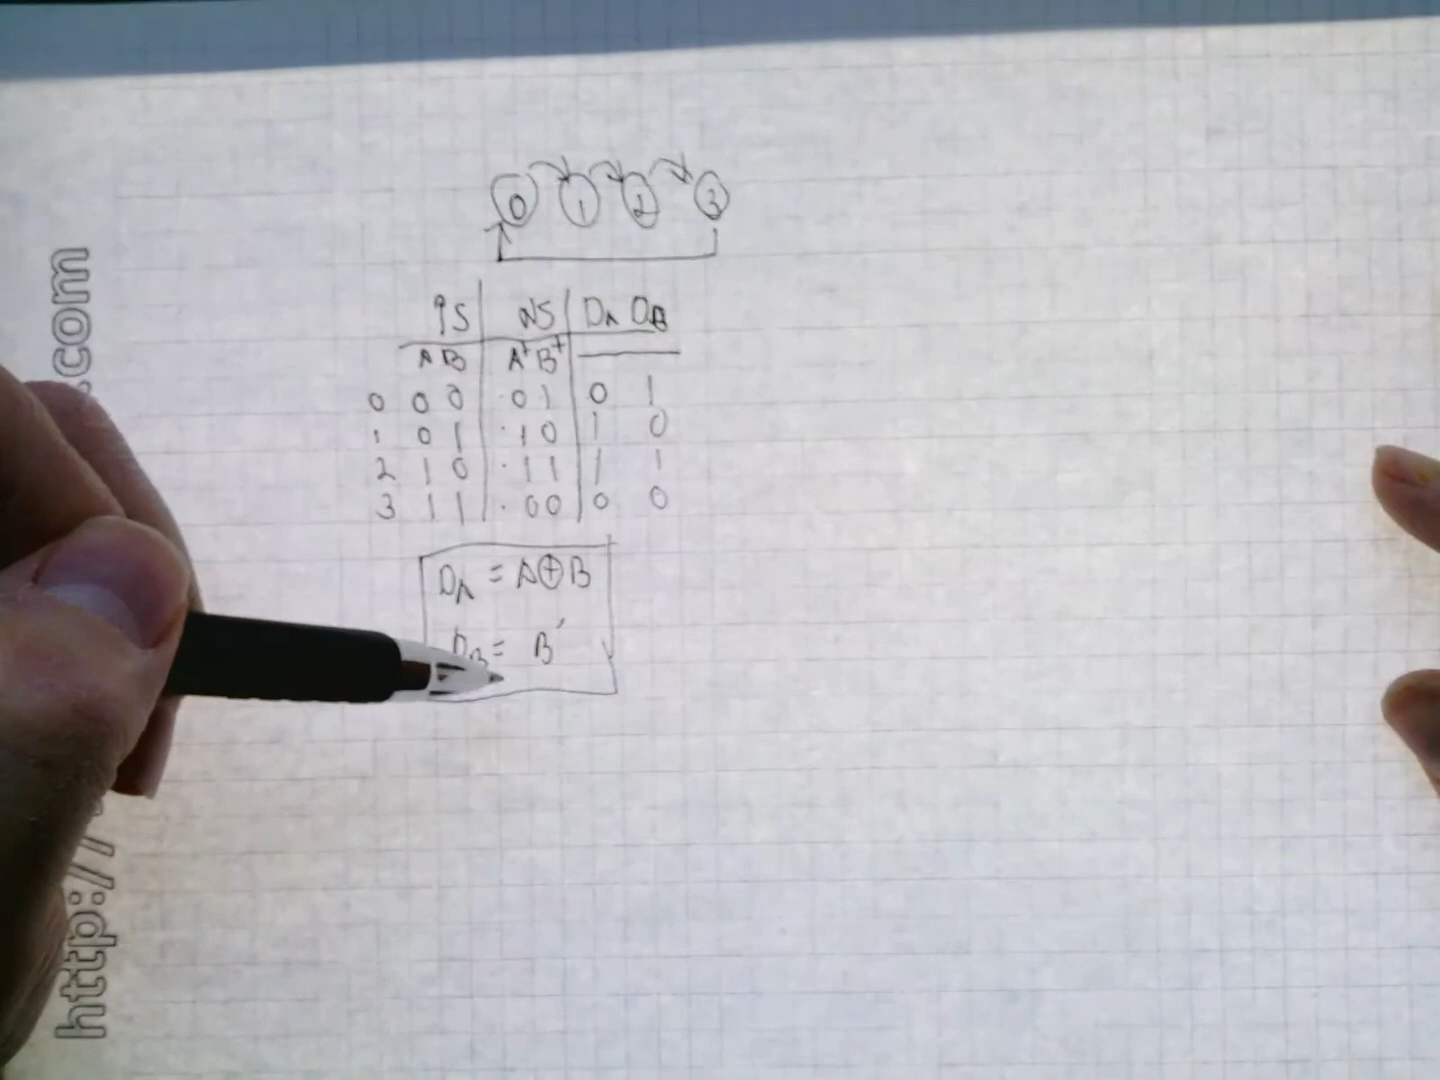 0 1 2 3
PS NS DA DB
A B A+ B+
0 0 0 0 1 0 1
1 0 1 1 0 1 0
2 1 0 1 1 1 1
3 1 1 0 0 0 0
DA = A⊕B
DB = B'
http://
.com